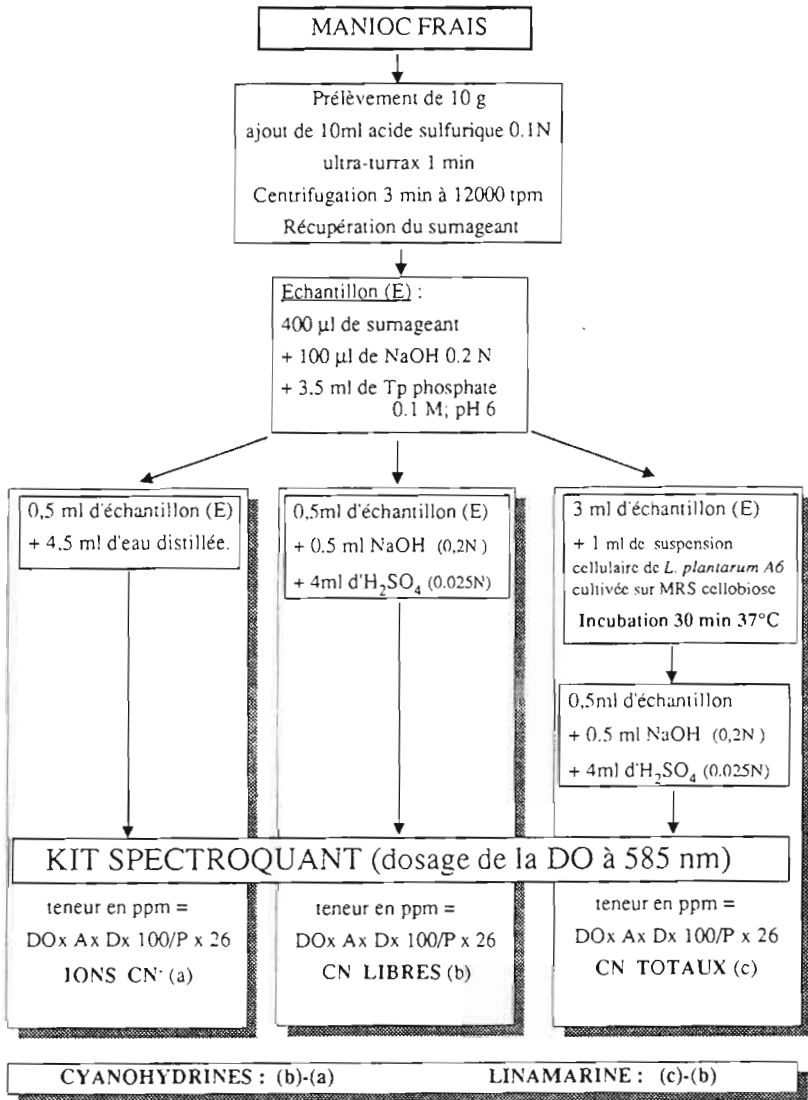 MANIOC FRAIS
Prélèvement de 10 g
ajout de 10ml acide sulfurique 0.1N
ultra-turrax 1 min
Centrifugation 3 min à 12000 tpm
Récupération du surnageant
Echantillon (E) :
400 µl de surnageant
+ 100 µl de NaOH 0.2 N
+ 3.5 ml de Tp phosphate
0.1 M; pH 6
0,5 ml d'échantillon (E)
+ 4.5 ml d'eau distillée.
0,5ml d'échantillon (E)
+ 0.5 ml NaOH (0,2N )
+ 4ml d'H₂SO₄ (0.025N)
3 ml d'échantillon (E)
+ 1 ml de suspension
cellulaire de L. plantarum A6
cultivée sur MRS cellobiose
Incubation 30 min 37°C
0,5ml d'échantillon
+ 0.5 ml NaOH (0,2N )
+ 4ml d'H₂SO₄ (0.025N)
KIT SPECTROQUANT (dosage de la DO à 585 nm)
teneur en ppm =
DOx Ax Dx 100/P x 26
IONS CN⁻ (a)
teneur en ppm =
DOx Ax Dx 100/P x 26
CN LIBRES (b)
teneur en ppm =
DOx Ax Dx 100/P x 26
CN TOTAUX (c)
CYANOHYDRINES : (b)-(a) LINAMARINE : (c)-(b)